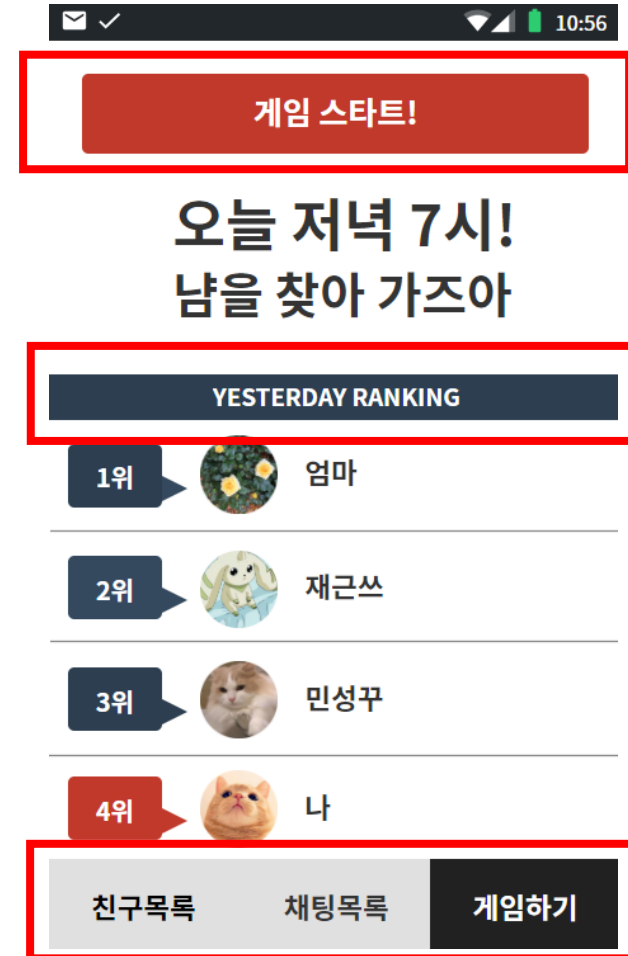 10:56
게임 스타트!
오늘 저녁 7시!
냠을 찾아 가즈아
YESTERDAY RANKING
1위 엄마
2위 재근쓰
3위 민성꾸
4위 나
친구목록 채팅목록 게임하기